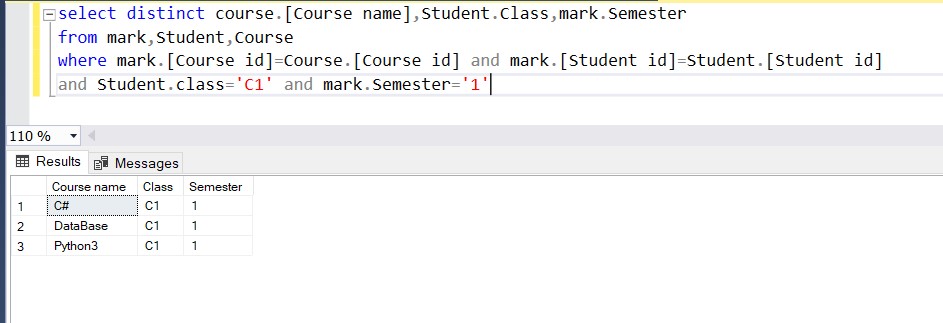 select distinct course.[Course name],Student.Class,mark.Semester
from mark,Student,Course
where mark.[Course id]=Course.[Course id] and mark.[Student id]=Student.[Student id]
and Student.class='C1' and mark.Semester='1'
110 %
Results Messages
Course name Class Semester
1 C# C1 1
2 DataBase C1 1
3 Python3 C1 1